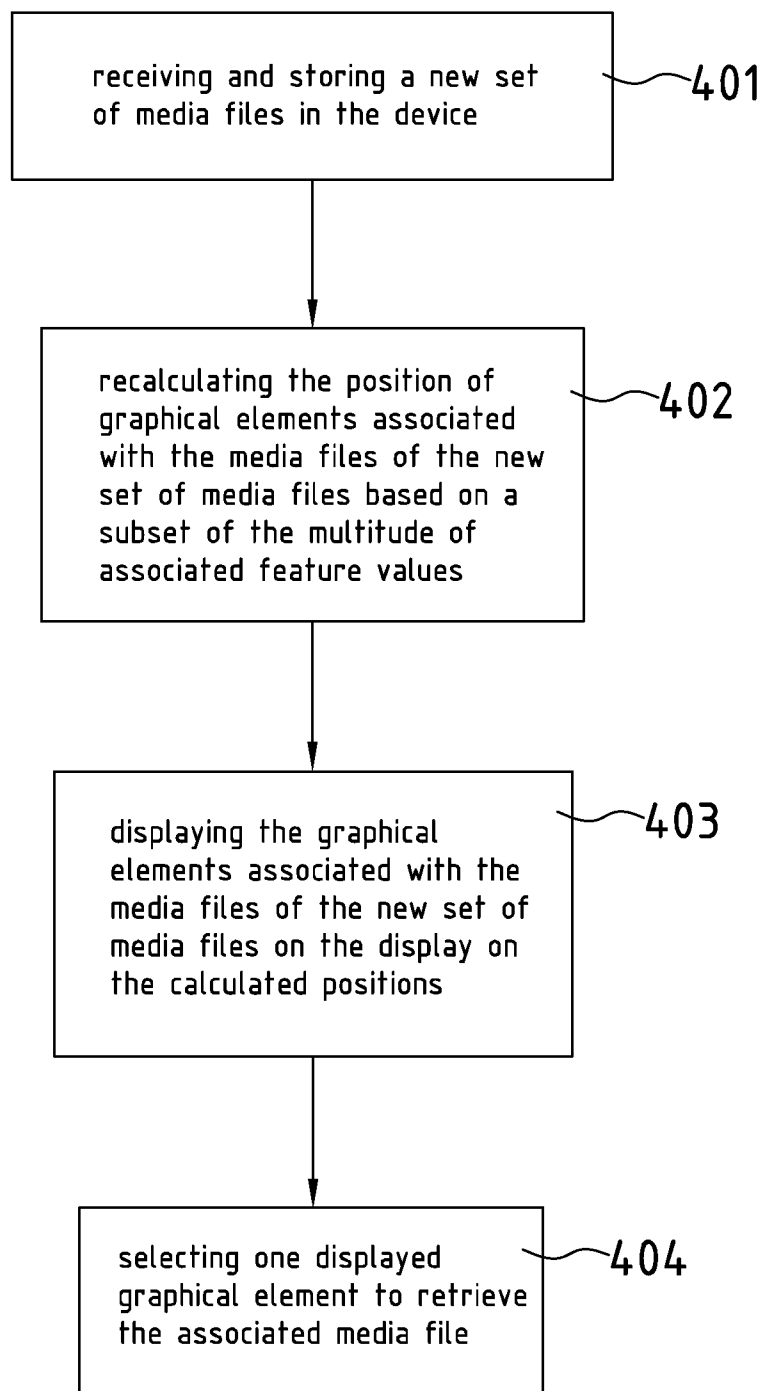 receiving and storing a new set
of media files in the device
401
recalculating the position of
graphical elements associated
with the media files of the new
set of media files based on a
subset of the multitude of
associated feature values
402
displaying the graphical
elements associated with the
media files of the new set of
media files on the display on
the calculated positions
403
selecting one displayed
graphical element to retrieve
the associated media file
404